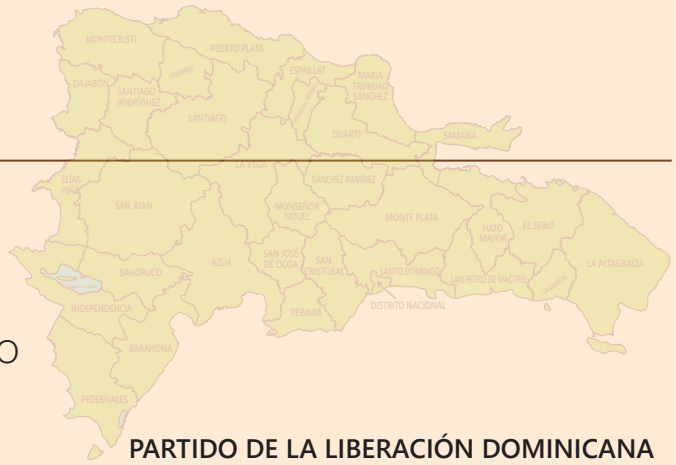 MONTECRISTI
PUERTO PLATA
ESPAILLAT
MARÍA
TRINIDAD
SÁNCHEZ
DAJABÓN
SANTIAGO
RODRÍGUEZ
SANTIAGO
DUARTE
SAMANÁ
LA VEGA
ELÍAS
PIÑA
SÁNCHEZ RAMÍREZ
SAN JUAN
MONSEÑOR
NOUEL
MONTE PLATA
HATO
MAYOR
EL SEIBO
LA ALTAGRACIA
AZUA
SAN JOSÉ
DE OCOA
SAN
CRISTÓBAL
SANTO DOMINGO
SAN PEDRO DE MACORÍS
BAHORUCO
INDEPENDENCIA
PERAVIA
DISTRITO NACIONAL
O
BARAHONA
PEDERNALES
PARTIDO DE LA LIBERACIÓN DOMINICANA